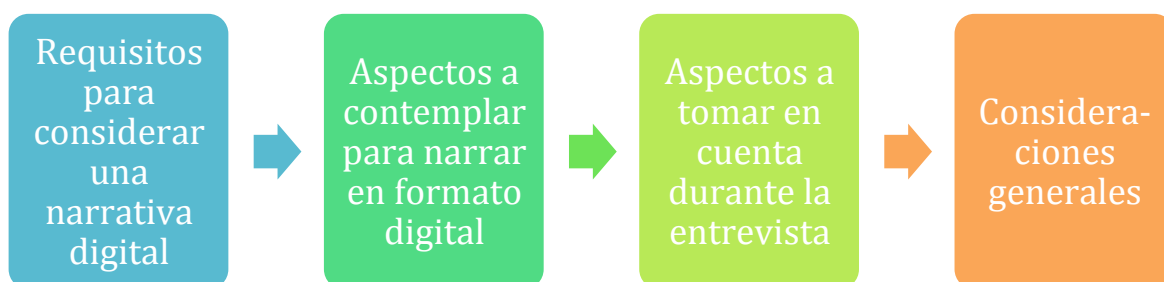 Requisitos
para
considerar
una
narrativa
digital
Aspectos a
contemplar
para narrar
en formato
digital
Aspectos a
tomar en
cuenta
durante la
entrevista
Considera-
ciones
generales